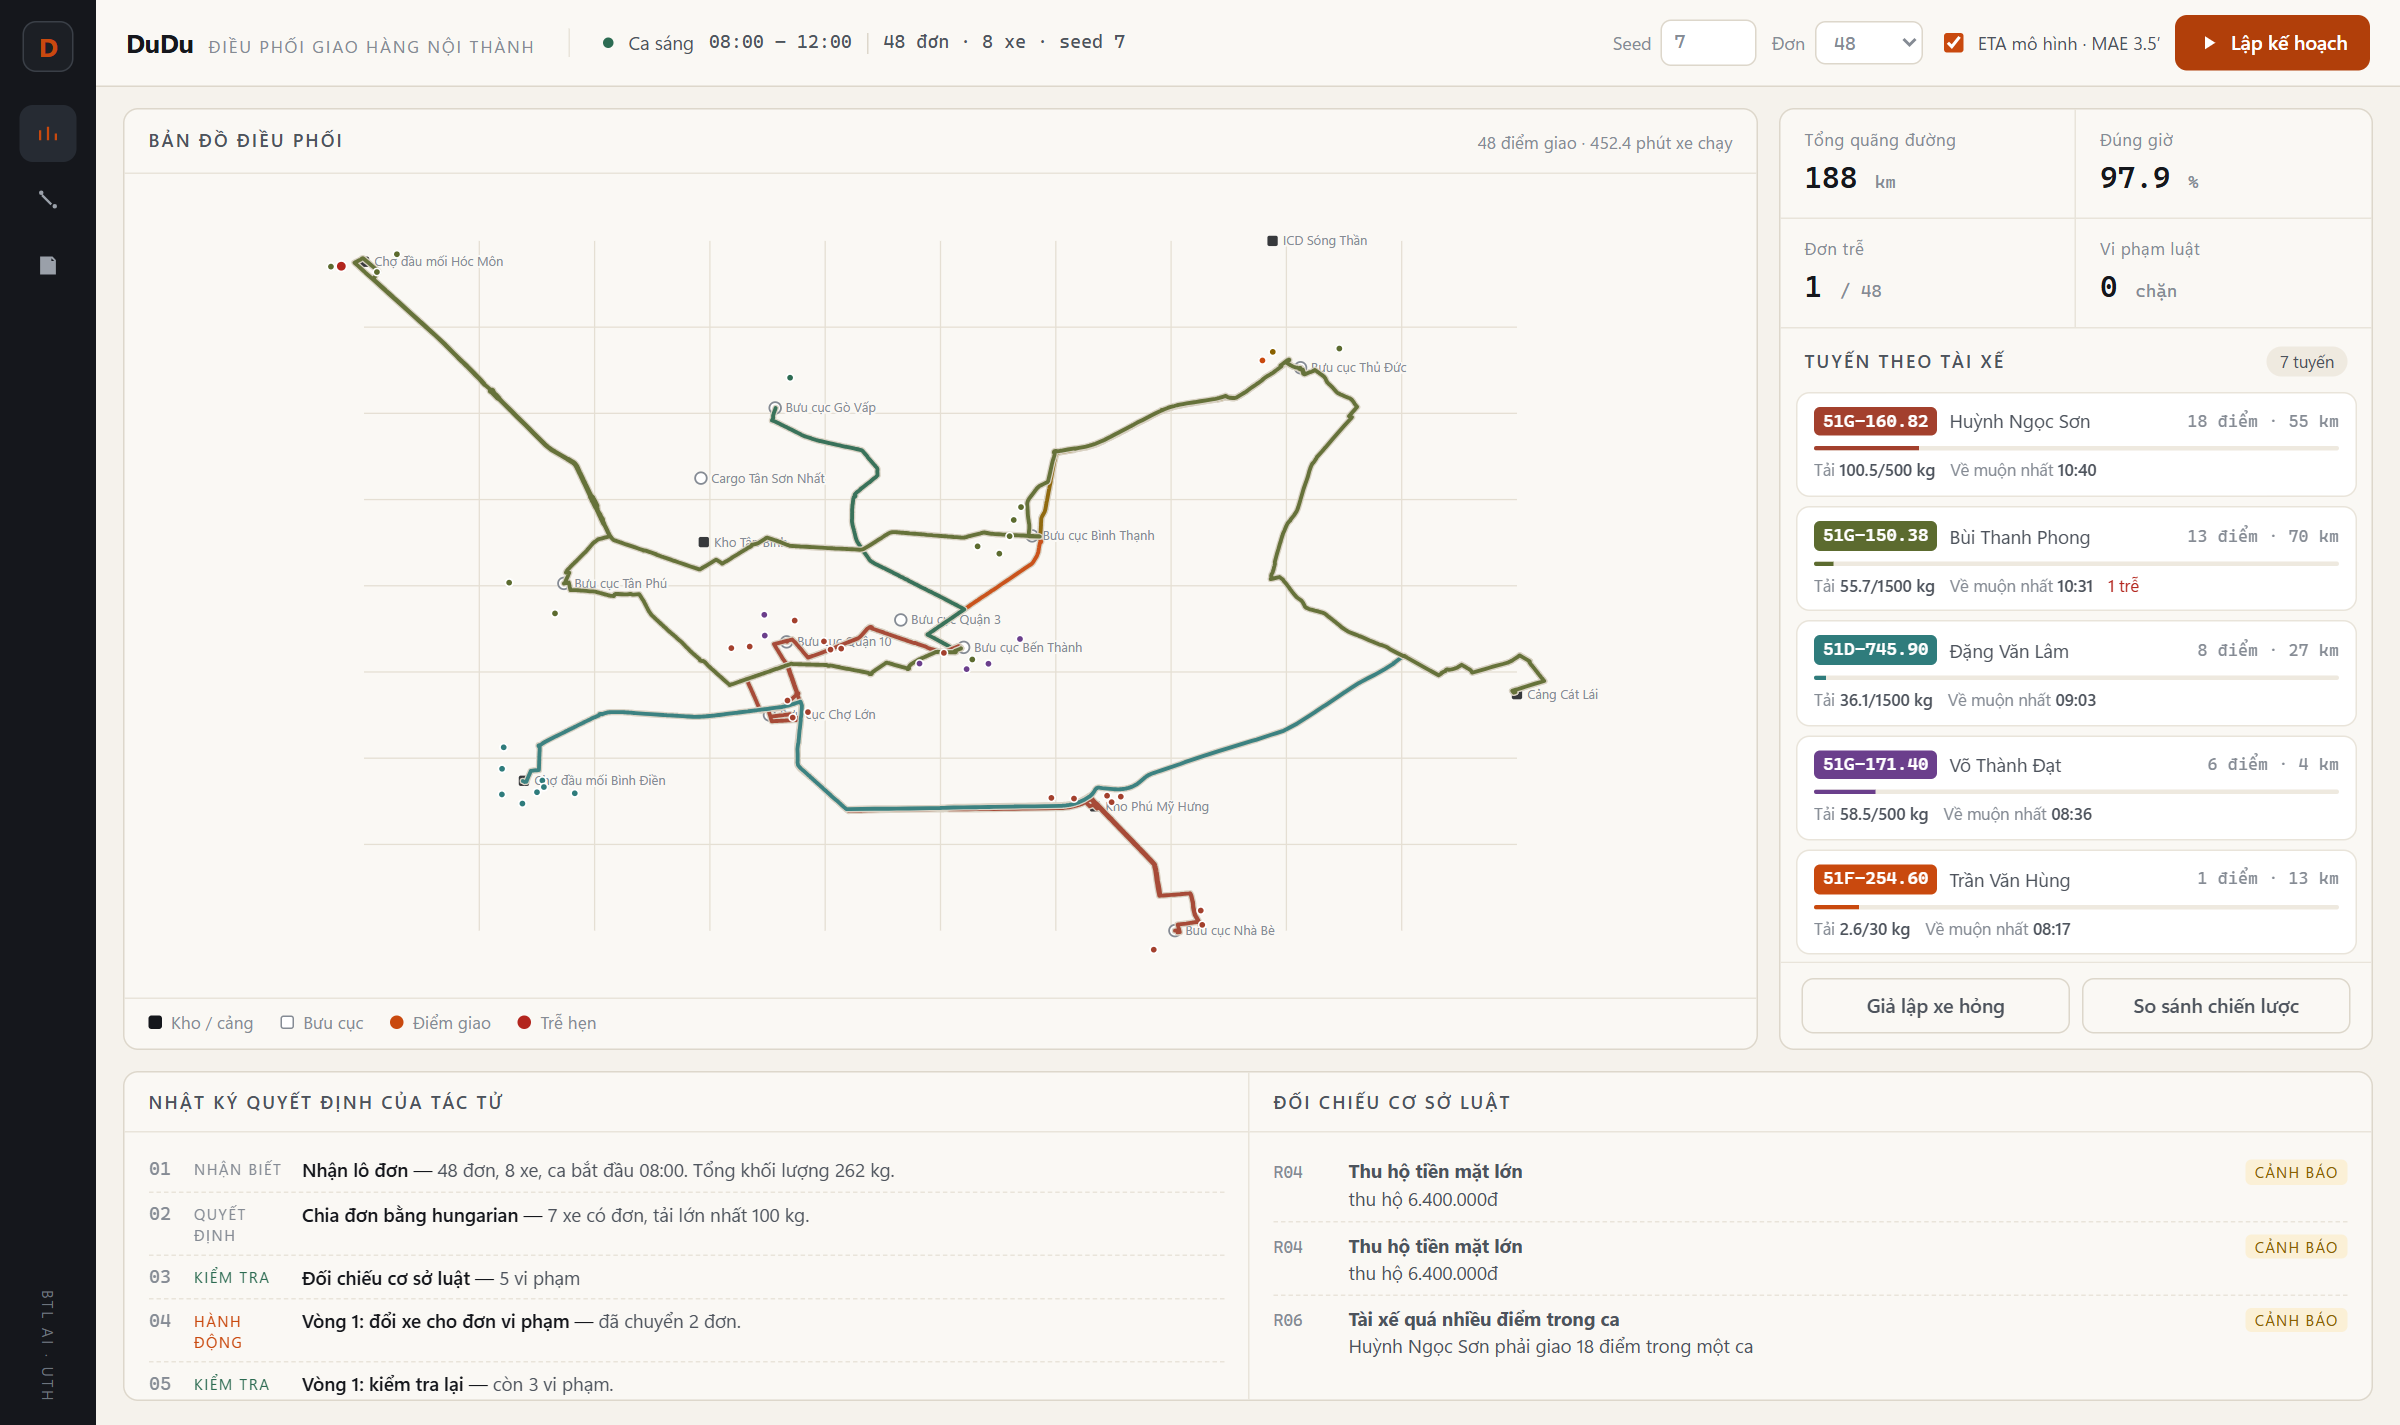 D
DuDu ĐIỀU PHỐI GIAO HÀNG NỘI THÀNH
Ca sáng 08:00 – 12:00 48 đơn · 8 xe · seed 7
Seed 7 Đơn 48 ETA mô hình · MAE 3.5' Lập kế hoạch
BẢN ĐỒ ĐIỀU PHỐI
48 điểm giao · 452.4 phút xe chạy
ICD Sóng Thần
Chợ đầu mối Hóc Môn
Bưu cục Thủ Đức
Bưu cục Gò Vấp
Cargo Tân Sơn Nhất
Bưu cục Bình Thạnh
Kho Tân Bình
Bưu cục Tân Phú
Bưu cục Quận 3
Bưu cục Quận 10
Bưu cục Bến Thành
Cảng Cát Lái
Bưu cục Chợ Lớn
Chợ đầu mối Bình Điền
Kho Phú Mỹ Hưng
Bưu cục Nhà Bè
Kho / cảng Bưu cục Điểm giao Trễ hẹn
Tổng quãng đường
188 km
Đúng giờ
97.9 %
Đơn trễ
1 / 48
Vi phạm luật
0 chặn
TUYẾN THEO TÀI XẾ 7 tuyến
51G-160.82 Huỳnh Ngọc Sơn 18 điểm · 55 km
Tải 100.5/500 kg Về muộn nhất 10:40
51G-150.38 Bùi Thanh Phong 13 điểm · 70 km
Tải 55.7/1500 kg Về muộn nhất 10:31 1 trễ
51D-745.90 Đặng Văn Lâm 8 điểm · 27 km
Tải 36.1/1500 kg Về muộn nhất 09:03
51G-171.40 Võ Thành Đạt 6 điểm · 4 km
Tải 58.5/500 kg Về muộn nhất 08:36
51F-254.60 Trần Văn Hùng 1 điểm · 13 km
Tải 2.6/30 kg Về muộn nhất 08:17
Giả lập xe hỏng So sánh chiến lược
NHẬT KÝ QUYẾT ĐỊNH CỦA TÁC TỬ
01 NHẬN BIẾT Nhận lô đơn — 48 đơn, 8 xe, ca bắt đầu 08:00. Tổng khối lượng 262 kg.
02 QUYẾT ĐỊNH Chia đơn bằng hungarian — 7 xe có đơn, tải lớn nhất 100 kg.
03 KIỂM TRA Đối chiếu cơ sở luật — 5 vi phạm
04 HÀNH ĐỘNG Vòng 1: đổi xe cho đơn vi phạm — đã chuyển 2 đơn.
05 KIỂM TRA Vòng 1: kiểm tra lại — còn 3 vi phạm.
ĐỐI CHIẾU CƠ SỞ LUẬT
R04 Thu hộ tiền mặt lớn CẢNH BÁO
thu hộ 6.400.000đ
R04 Thu hộ tiền mặt lớn CẢNH BÁO
thu hộ 6.400.000đ
R06 Tài xế quá nhiều điểm trong ca CẢNH BÁO
Huỳnh Ngọc Sơn phải giao 18 điểm trong một ca
BTL AI · UTH